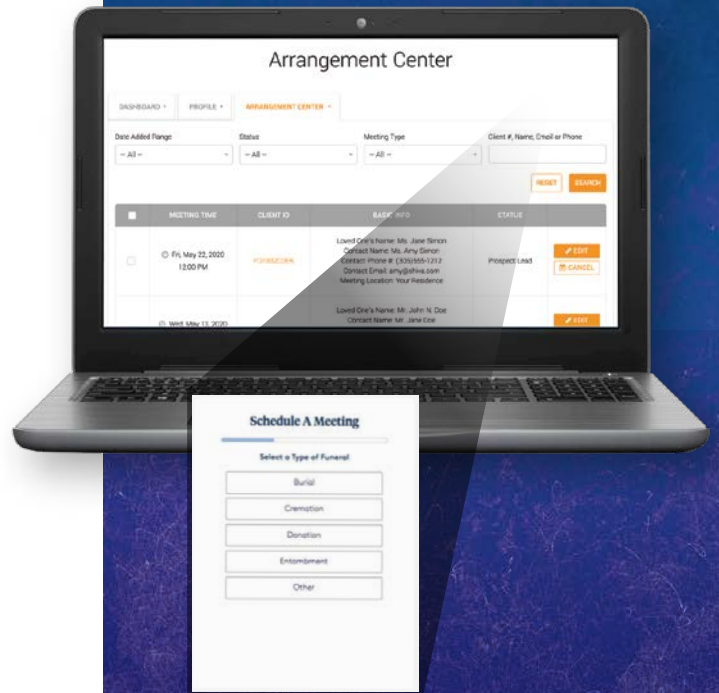 Arrangement Center
DASHBOARD PROFILE ARRANGEMENT CENTER
Date Added Range Status Meeting Type Client #, Name, Email or Phone
-- All -- -- All -- -- All --
RESET SEARCH
MEETING TIME CLIENT ID BASIC INFO STATUS
Loved One's Name: Ms. Jane Simon
Fri, May 22, 2020 Contact Name: Ms. Amy Simon EDIT
12:00 PM Contact Phone #: (305)555-1212 Prospect Lead
Contact Email: amy@shiva.com CANCEL
Meeting Location: Your Residence
Loved One's Name: Mr. John N. Doe
Wed, May 13, 2020 Contact Name: Mr. Jane Doe EDIT
Schedule A Meeting
Select a Type of Funeral
Burial
Cremation
Donation
Entombment
Other